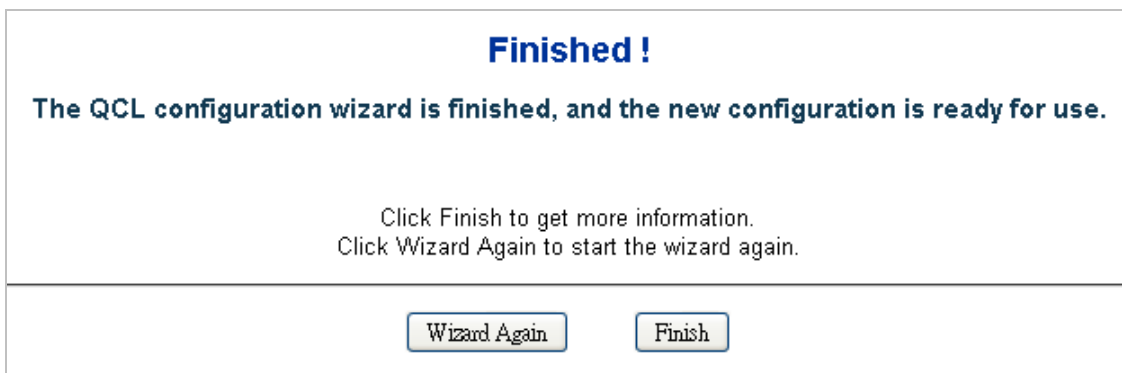 Finished !
The QCL configuration wizard is finished, and the new configuration is ready for use.
Click Finish to get more information.
Click Wizard Again to start the wizard again.
Wizard Again
Finish